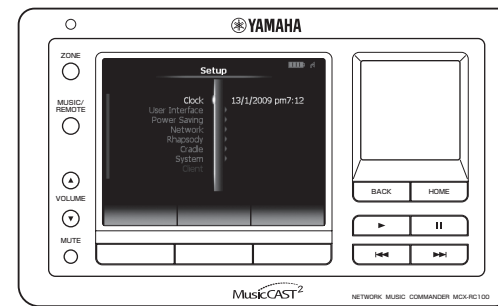 YAMAHA
ZONE
MUSIC/
REMOTE
VOLUME
MUTE
Setup
Clock 13/1/2009 pm7:12
User Interface
Power Saving
Network
Rhapsody
Cradle
System
Client
BACK HOME
MusicCAST2
NETWORK MUSIC COMMANDER MCX-RC100